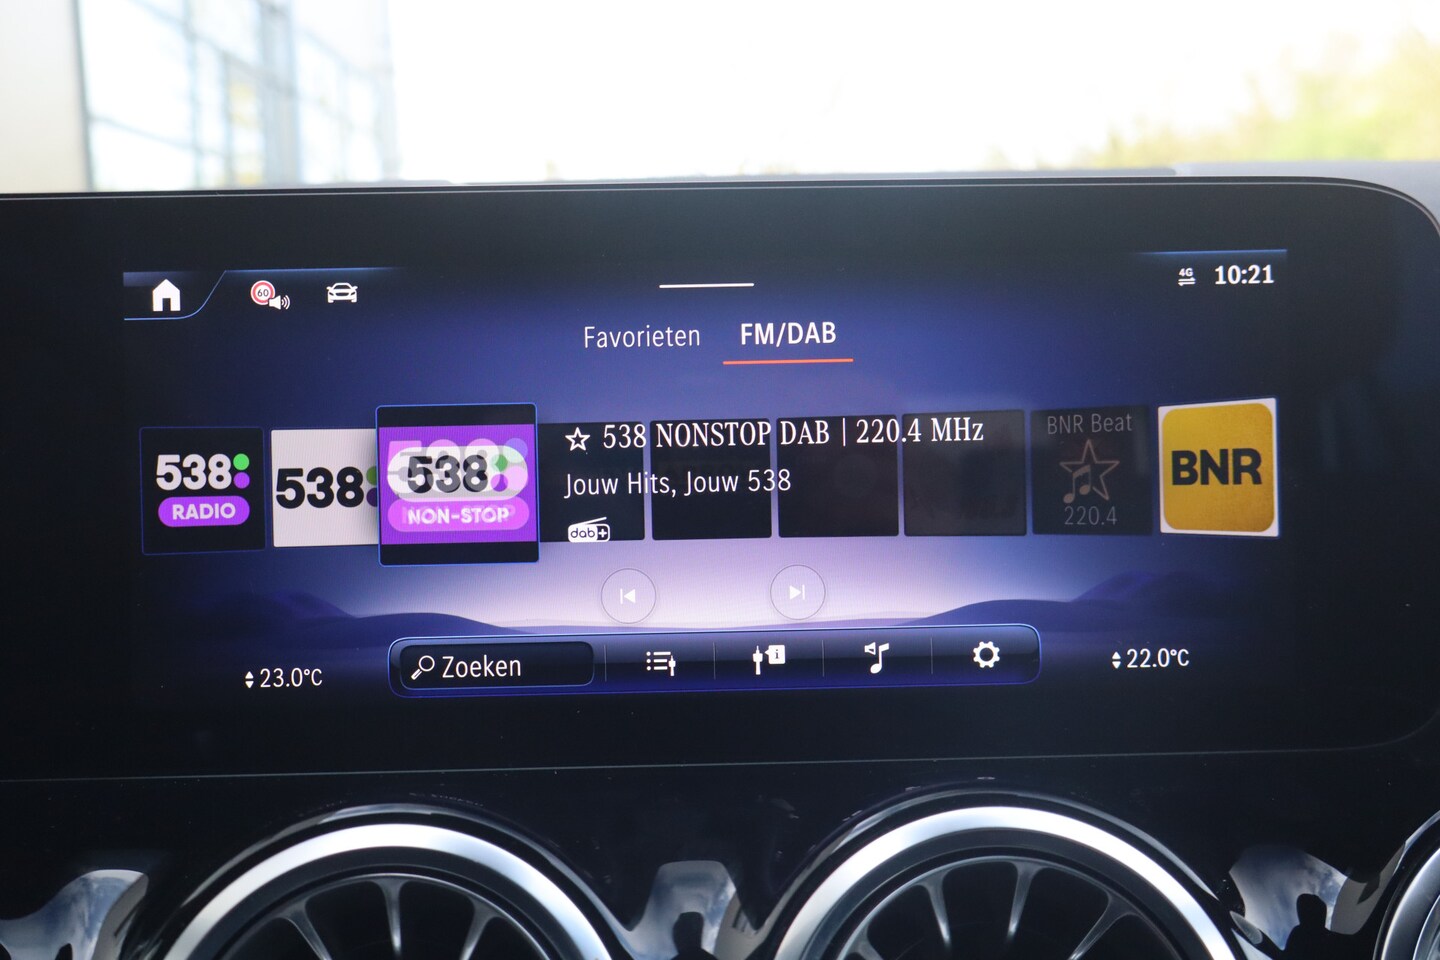 60
4G
10:21
Favorieten
FM/DAB
538
RADIO
538
538
NON-STOP
538 NONSTOP DAB | 220.4 MHz
Jouw Hits, Jouw 538
dab+
BNR Beat
220.4
BNR
23.0°C
Zoeken
i
22.0°C